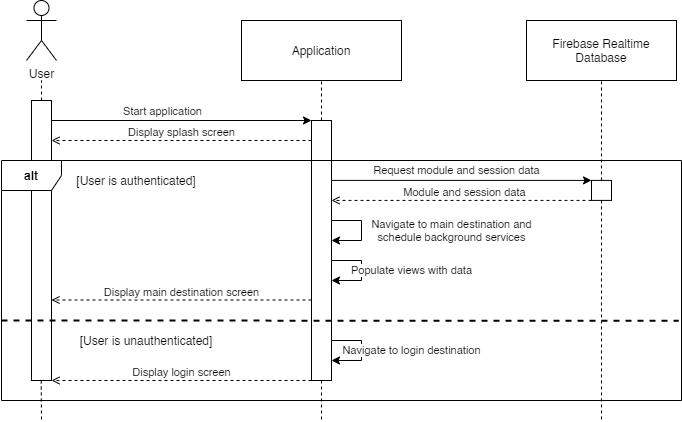 User
Application
Firebase Realtime
Database
Start application
Display splash screen
alt
[User is authenticated]
Request module and session data
Module and session data
Navigate to main destination and
schedule background services
Populate views with data
Display main destination screen
[User is unauthenticated]
Navigate to login destination
Display login screen